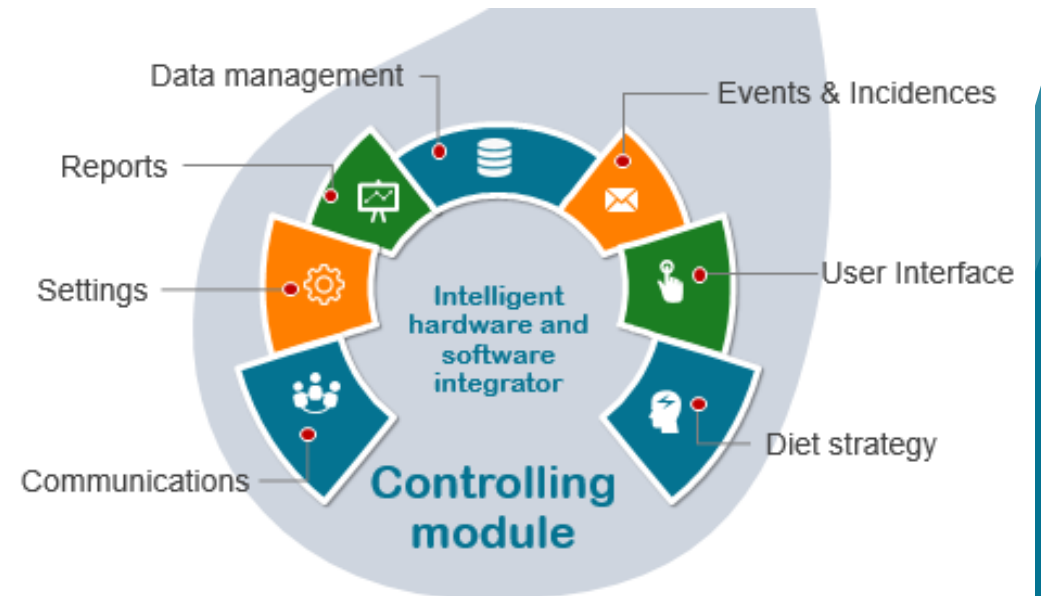 Data management
Events & Incidences
Reports
User Interface
Settings
Intelligent
hardware and
software
integrator
Diet strategy
Communications
Controlling
module